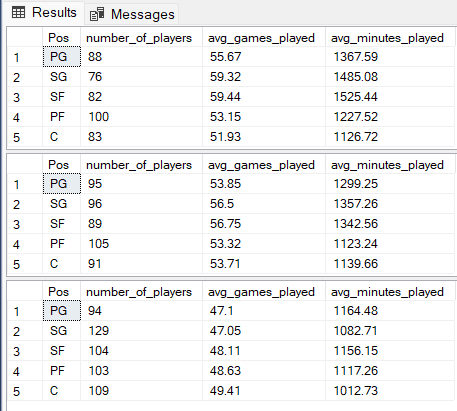 Results Messages
Pos number_of_players avg_games_played avg_minutes_played
1 PG 88 55.67 1367.59
2 SG 76 59.32 1485.08
3 SF 82 59.44 1525.44
4 PF 100 53.15 1227.52
5 C 83 51.93 1126.72
Pos number_of_players avg_games_played avg_minutes_played
1 PG 95 53.85 1299.25
2 SG 96 56.5 1357.26
3 SF 89 56.75 1342.56
4 PF 105 53.32 1123.24
5 C 91 53.71 1139.66
Pos number_of_players avg_games_played avg_minutes_played
1 PG 94 47.1 1164.48
2 SG 129 47.05 1082.71
3 SF 104 48.11 1156.15
4 PF 103 48.63 1117.26
5 C 109 49.41 1012.73